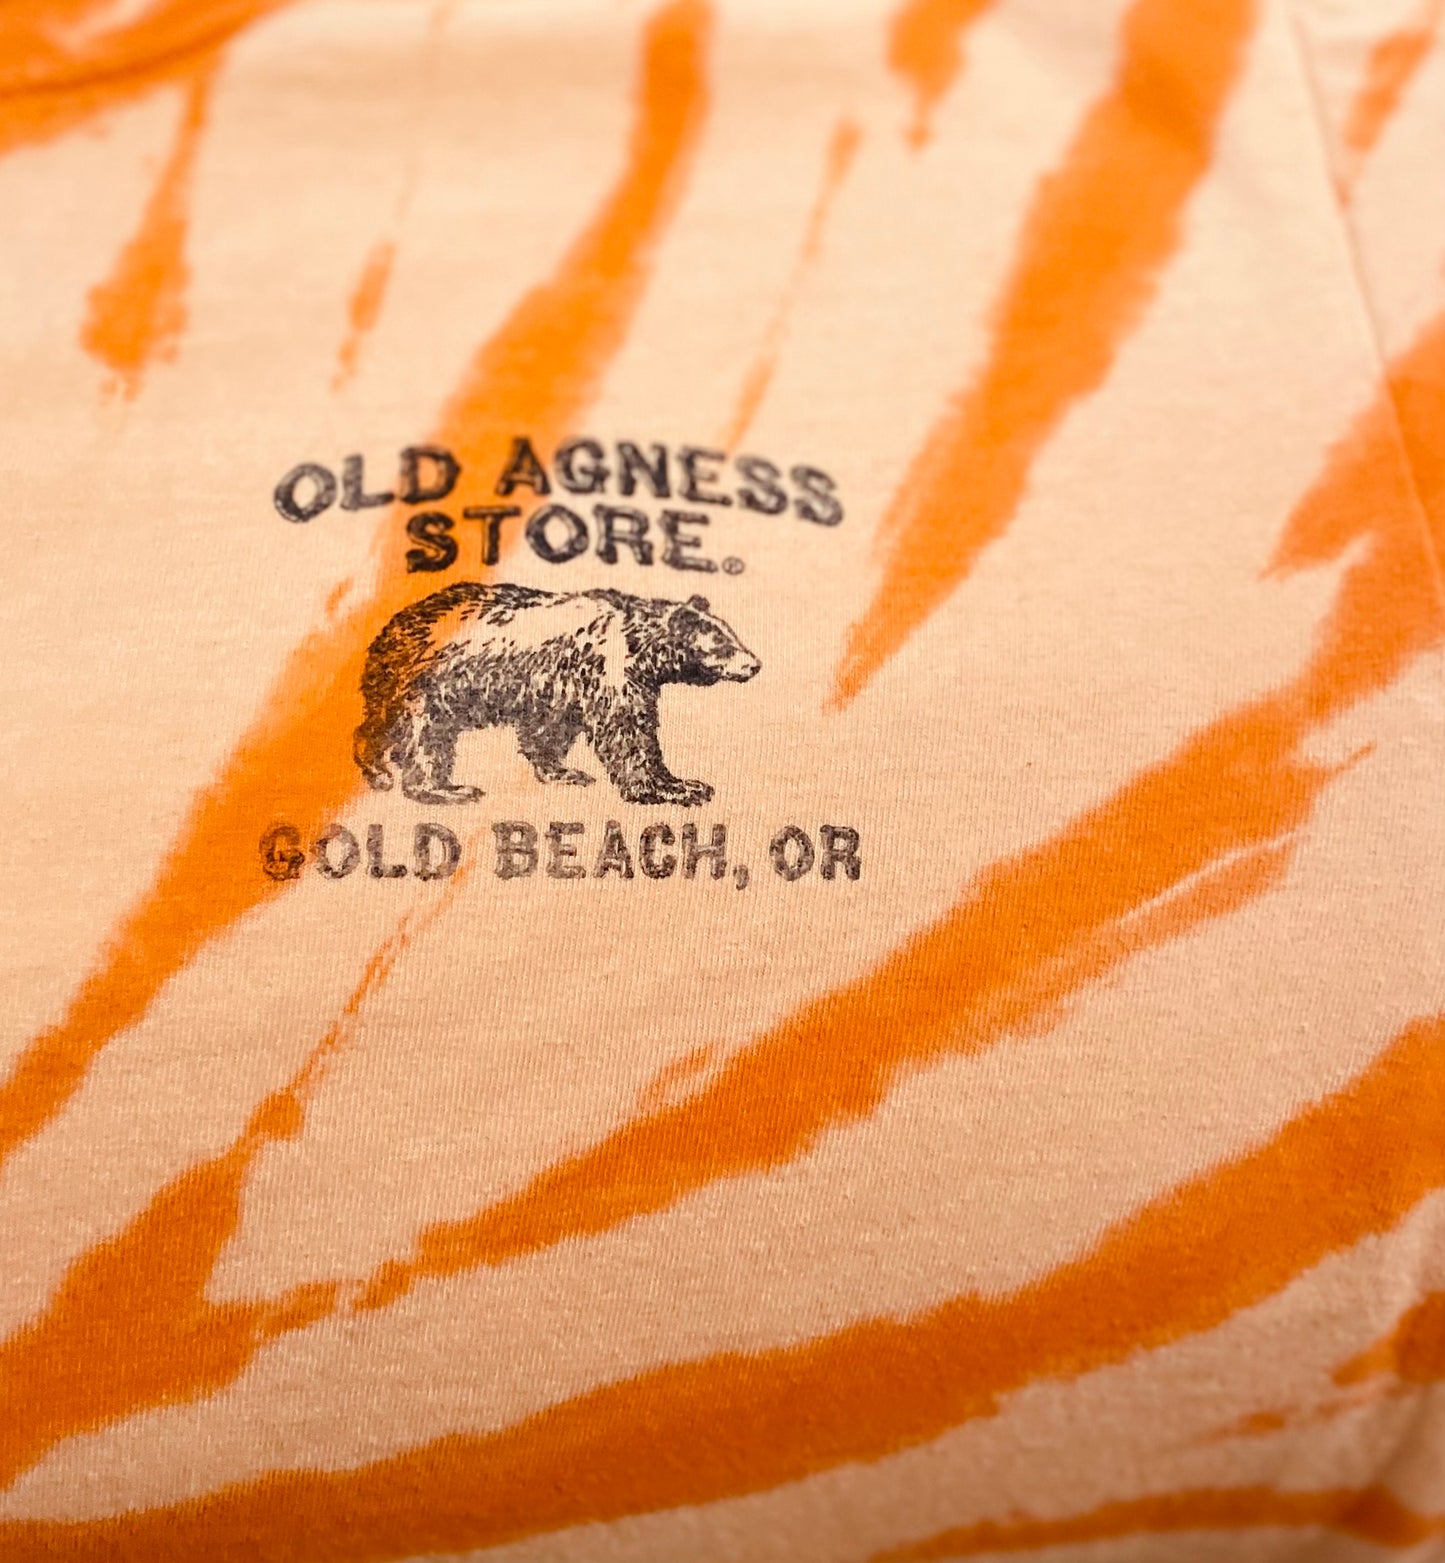 OLD AGNESS
STORE.®
GOLD BEACH, OR